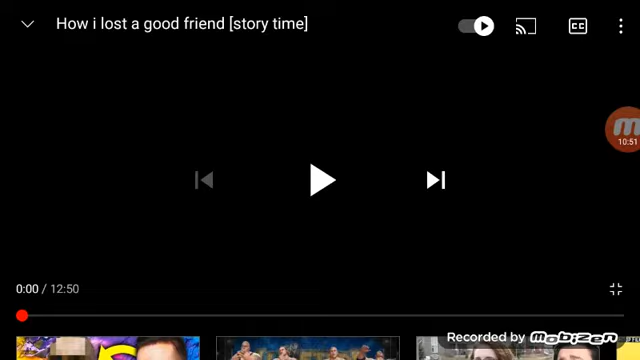 How i lost a good friend [story time]
CC
10:51
0:00 / 12:50
Recorded by mobizen